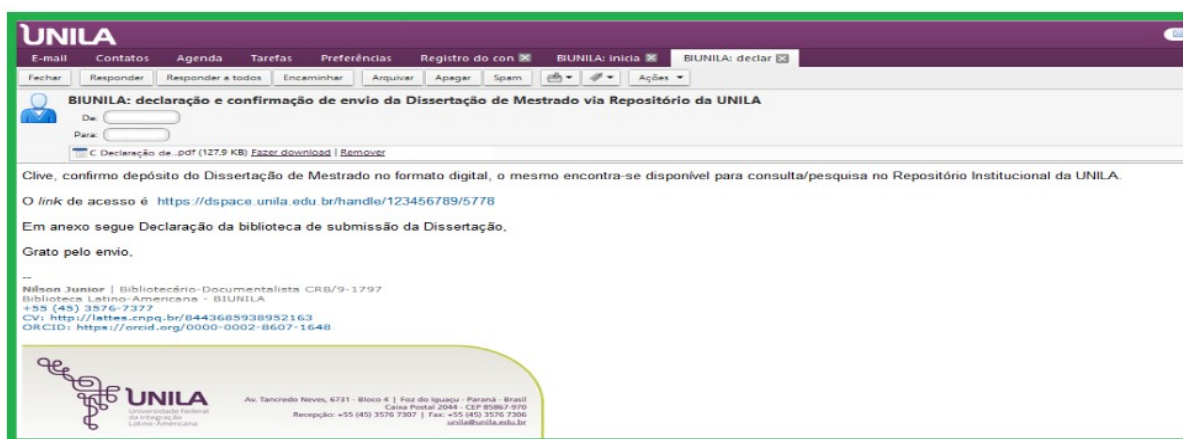 UNILA
E-mail Contatos Agenda Tarefas Preferências Registro do con BIUNILA: inicia BIUNILA: declar
Fechar Responder Responder a todos Encaminhar Arquivar Apagar Spam Ações
BIUNILA: declaração e confirmação de envio da Dissertação de Mestrado via Repositório da UNILA
De:
Para:
C Declaração de ..pdf (127.9 KB) Fazer download | Remover
Clive, confirmo depósito do Dissertação de Mestrado no formato digital, o mesmo encontra-se disponível para consulta/pesquisa no Repositório Institucional da UNILA.
O link de acesso é https://dspace.unila.edu.br/handle/123456789/5778
Em anexo segue Declaração da biblioteca de submissão da Dissertação,
Grato pelo envio,
--
Nilson Junior | Bibliotecário-Documentalista CRB/9-1797
Biblioteca Latino-Americana - BIUNILA
+55 (45) 3576-7377
CV: http://lattes.cnpq.br/8443685938952163
ORCID: https://orcid.org/0000-0002-8607-1648
UNILA
Universidade Federal
da Integração
Latino-Americana
Av. Tancredo Neves, 6731 - Bloco 4 | Foz do Iguaçu - Paraná - Brasil
Caixa Postal 2044 - CEP 85867-970
Recepção: +55 (45) 3576 7307 | Fax: +55 (45) 3576 7306
unila@unila.edu.br